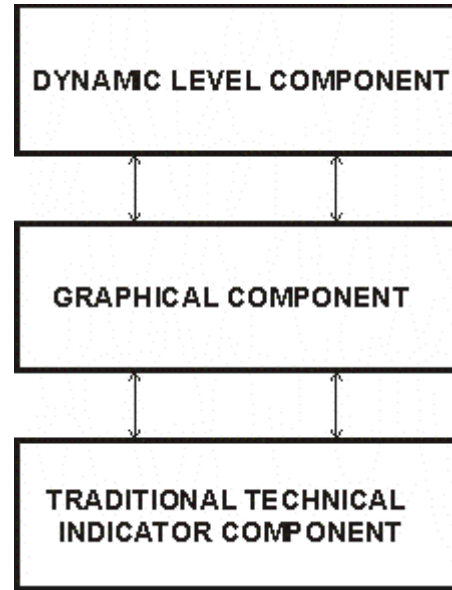 DYNAMIC LEVEL COMPONENT
GRAPHICAL COMPONENT
TRADITIONAL TECHNICAL
INDICATOR COMPONENT